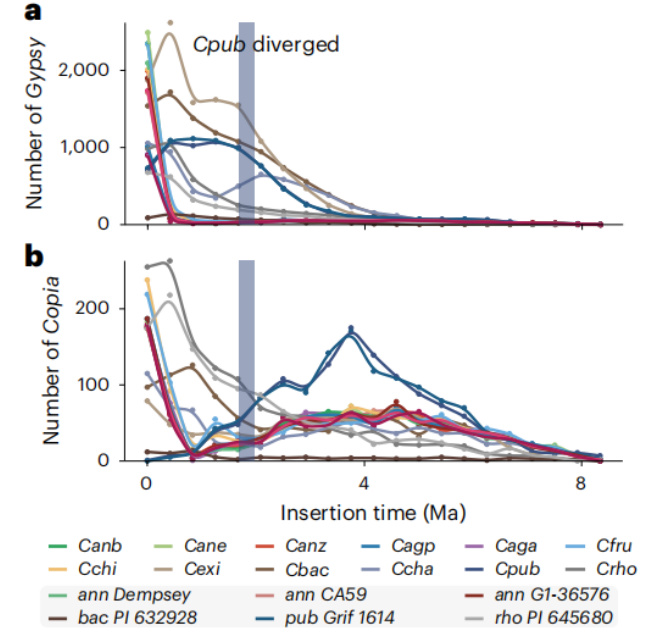 a
Cpub diverged
Number of Gypsy
2,000
1,000
0
b
Number of Copia
200
100
0
0 4 8
Insertion time (Ma)
Canb Cane Canz Cagp Caga Cfru
Cchi Cexi Cbac Ccha Cpub Crho
ann Dempsey ann CA59 ann G1-36576
bac PI 632928 pub Grif 1614 rho PI 645680